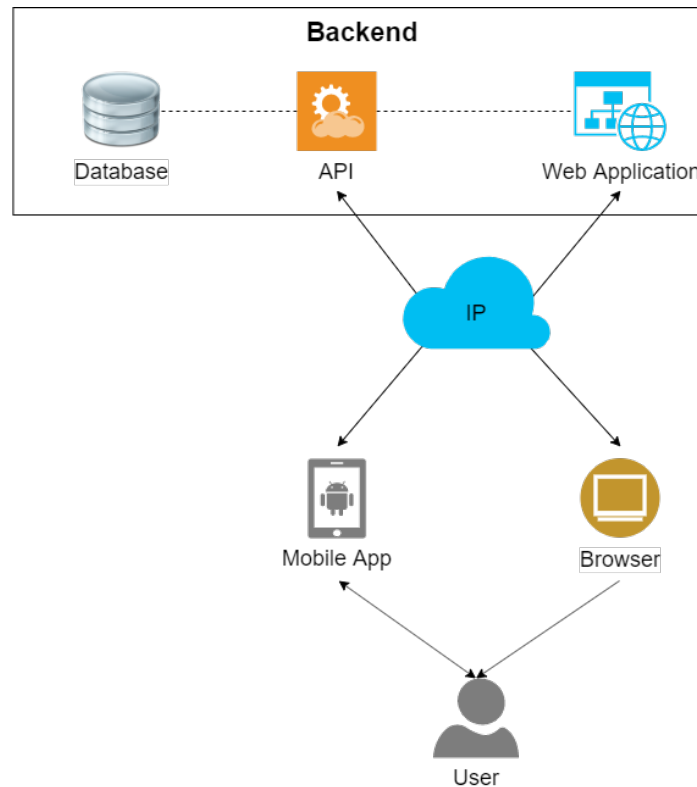 Backend
Database
API
Web Application
IP
Mobile App
Browser
User